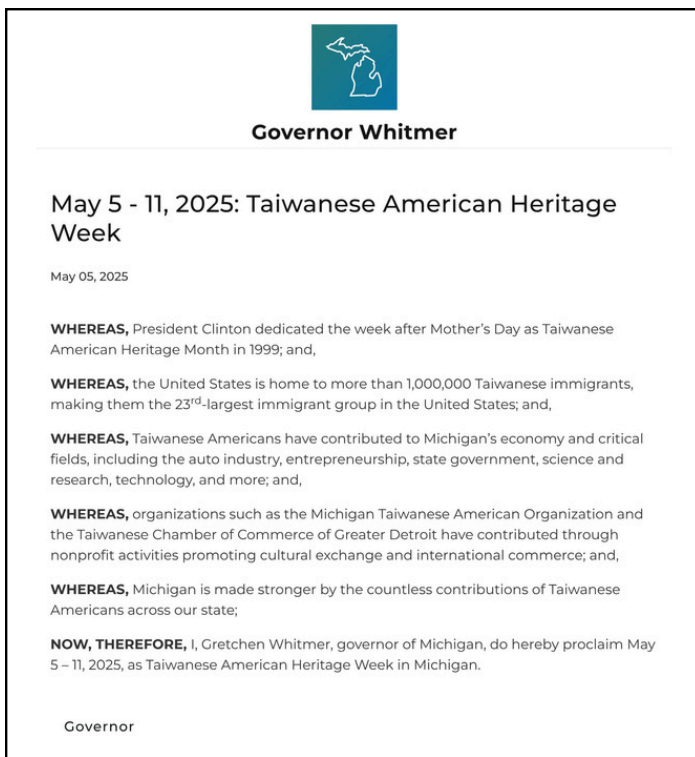 Governor Whitmer
May 5 - 11, 2025: Taiwanese American Heritage
Week
May 05, 2025
WHEREAS, President Clinton dedicated the week after Mother's Day as Taiwanese
American Heritage Month in 1999; and,
WHEREAS, the United States is home to more than 1,000,000 Taiwanese immigrants,
making them the 23rd-largest immigrant group in the United States; and,
WHEREAS, Taiwanese Americans have contributed to Michigan's economy and critical
fields, including the auto industry, entrepreneurship, state government, science and
research, technology, and more; and,
WHEREAS, organizations such as the Michigan Taiwanese American Organization and
the Taiwanese Chamber of Commerce of Greater Detroit have contributed through
nonprofit activities promoting cultural exchange and international commerce; and,
WHEREAS, Michigan is made stronger by the countless contributions of Taiwanese
Americans across our state;
NOW, THEREFORE, I, Gretchen Whitmer, governor of Michigan, do hereby proclaim May
5 – 11, 2025, as Taiwanese American Heritage Week in Michigan.
Governor